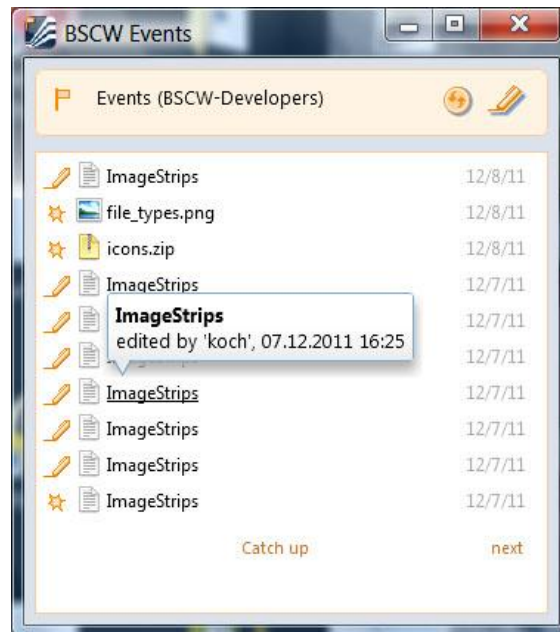 BSCW Events
Events (BSCW-Developers)
ImageStrips 12/8/11
file_types.png 12/8/11
icons.zip 12/8/11
ImageStrips 12/7/11
ImageStrips
edited by 'koch', 07.12.2011 16:25
12/7/11
12/7/11
ImageStrips 12/7/11
ImageStrips 12/7/11
ImageStrips 12/7/11
ImageStrips 12/7/11
Catch up next